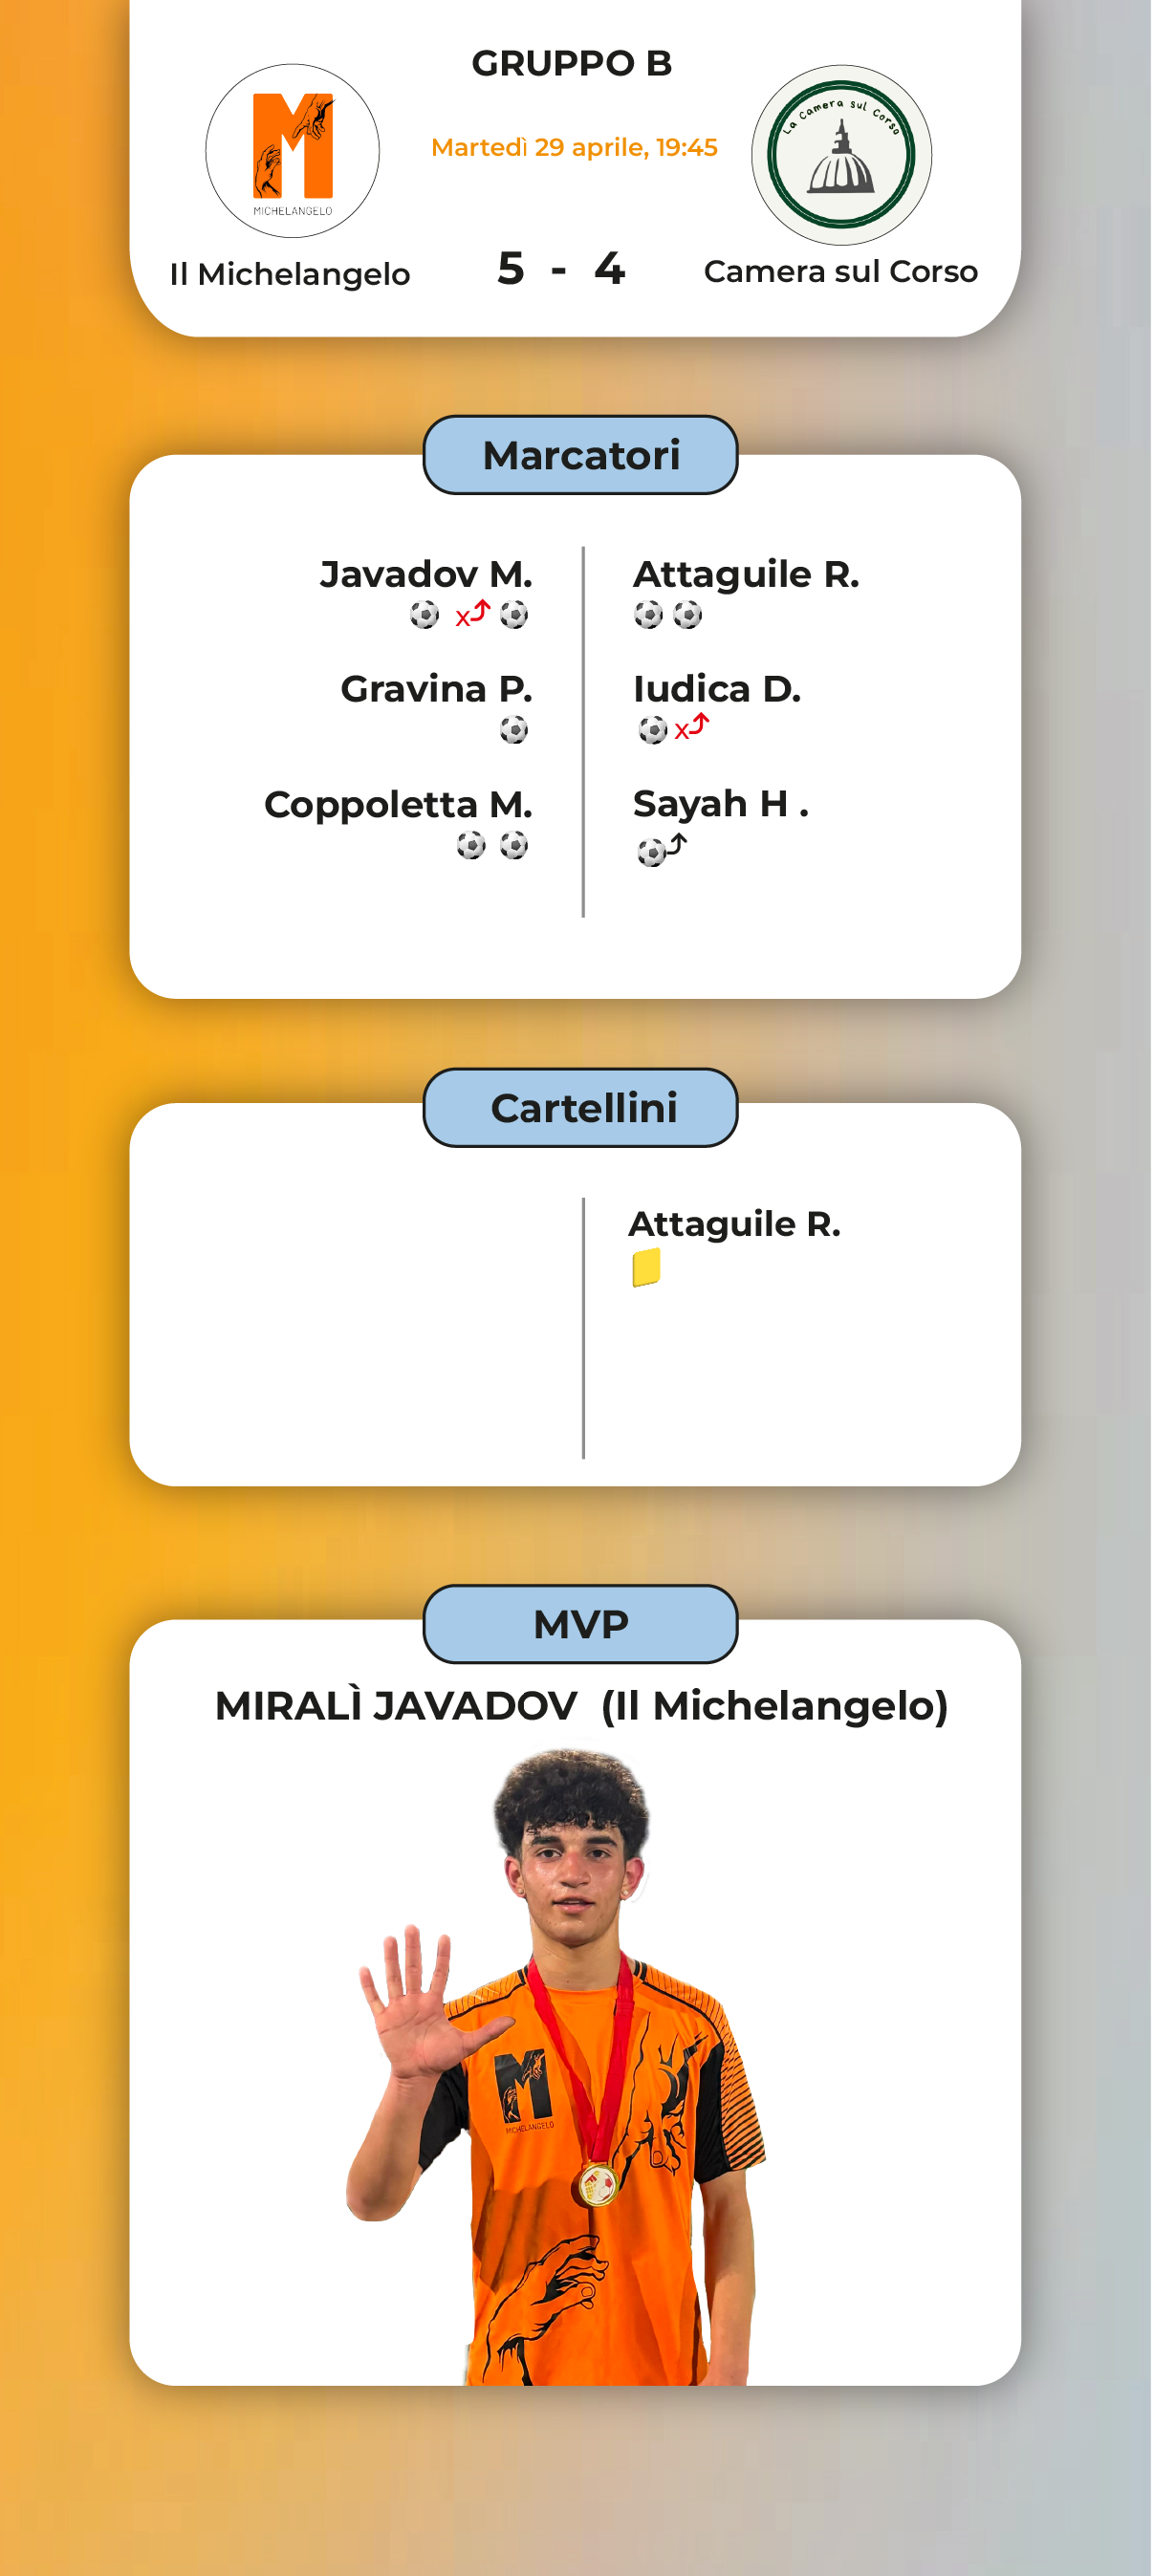 GRUPPO B
Martedì 29 aprile, 19:45
MICHELANGELO
La Camera sul Corso
Il Michelangelo
5 - 4
Camera sul Corso
Marcatori
Javadov M.
Attaguile R.
x
Gravina P.
Iudica D.
x
Coppoletta M.
Sayah H .
Cartellini
Attaguile R.
MVP
MIRALÌ JAVADOV (Il Michelangelo)
M
MICHELANGELO